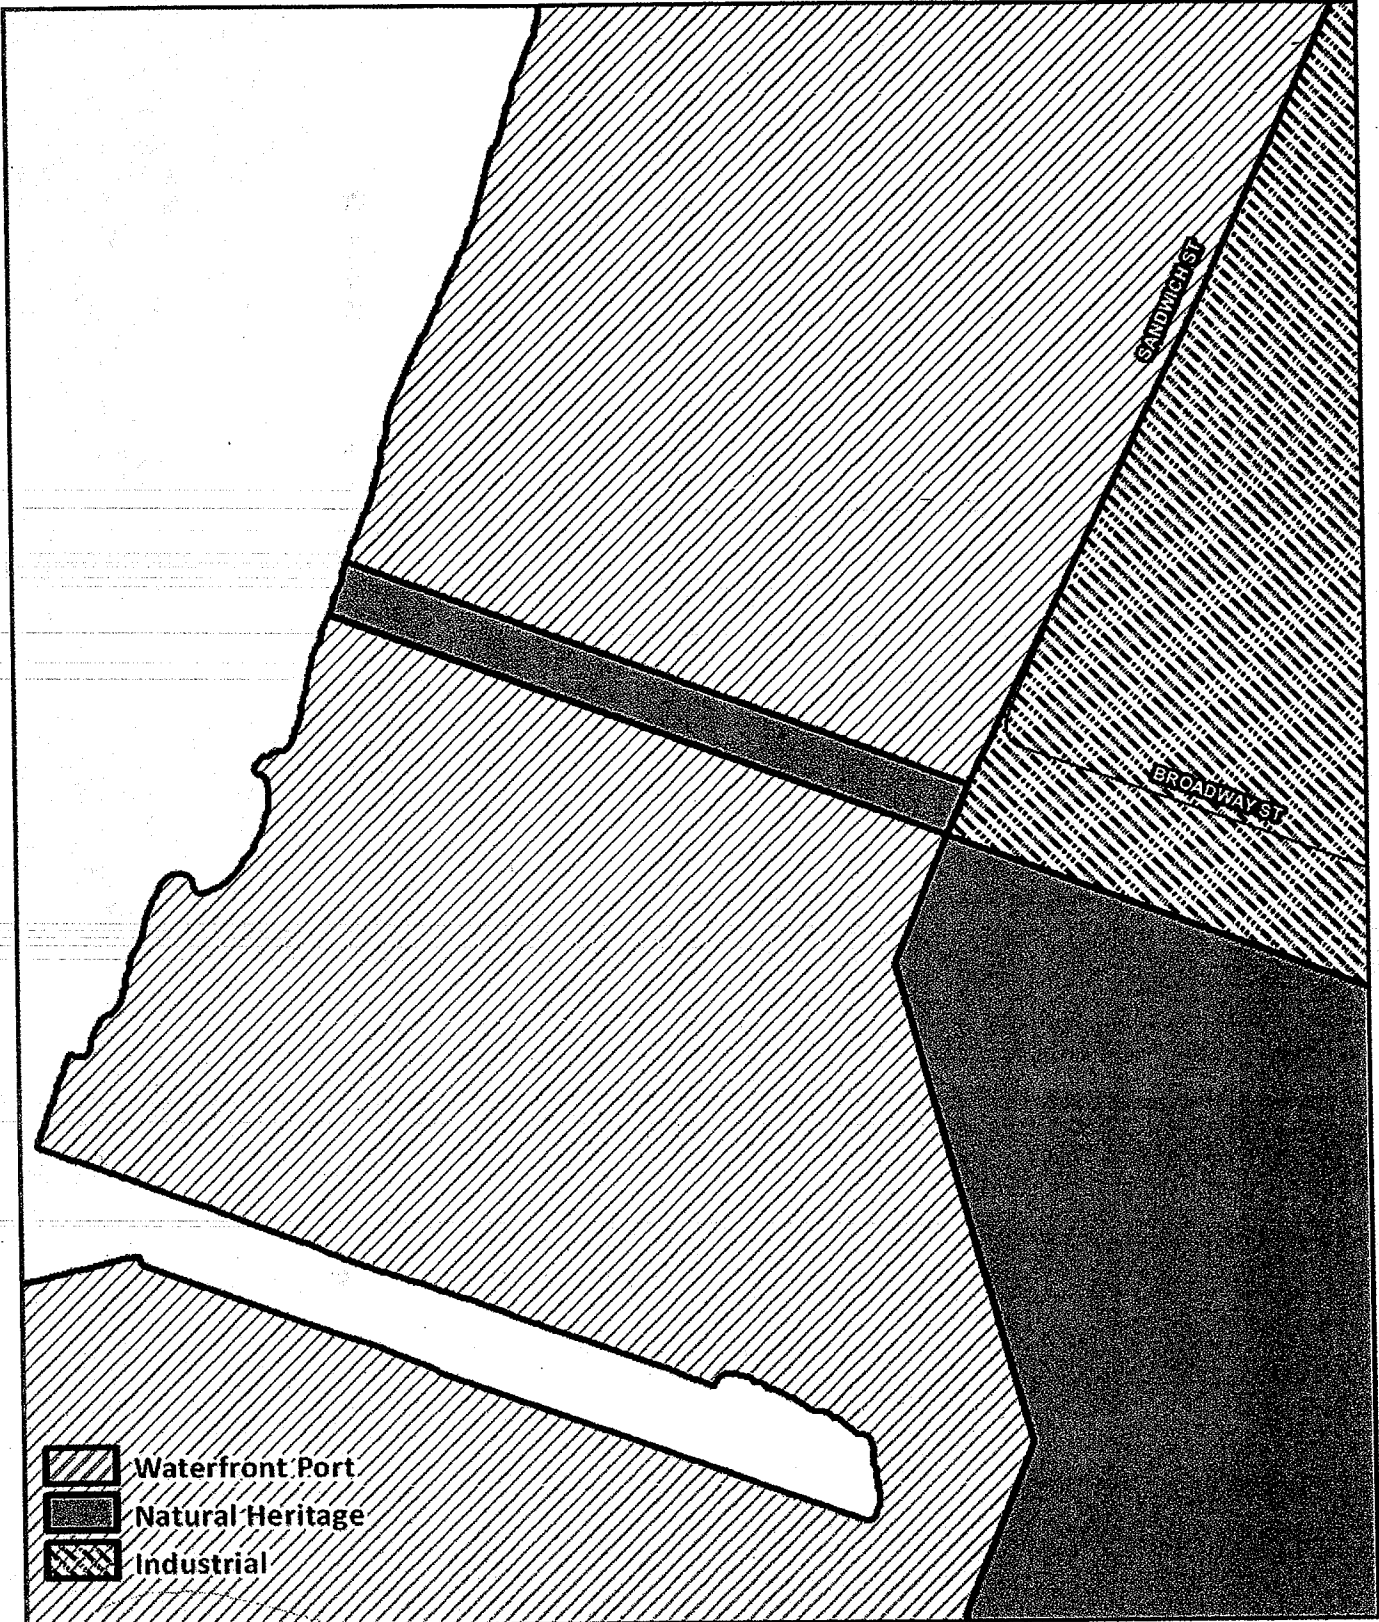 SANDWICH ST
BROADWAY ST
Waterfront Port
Natural Heritage
Industrial